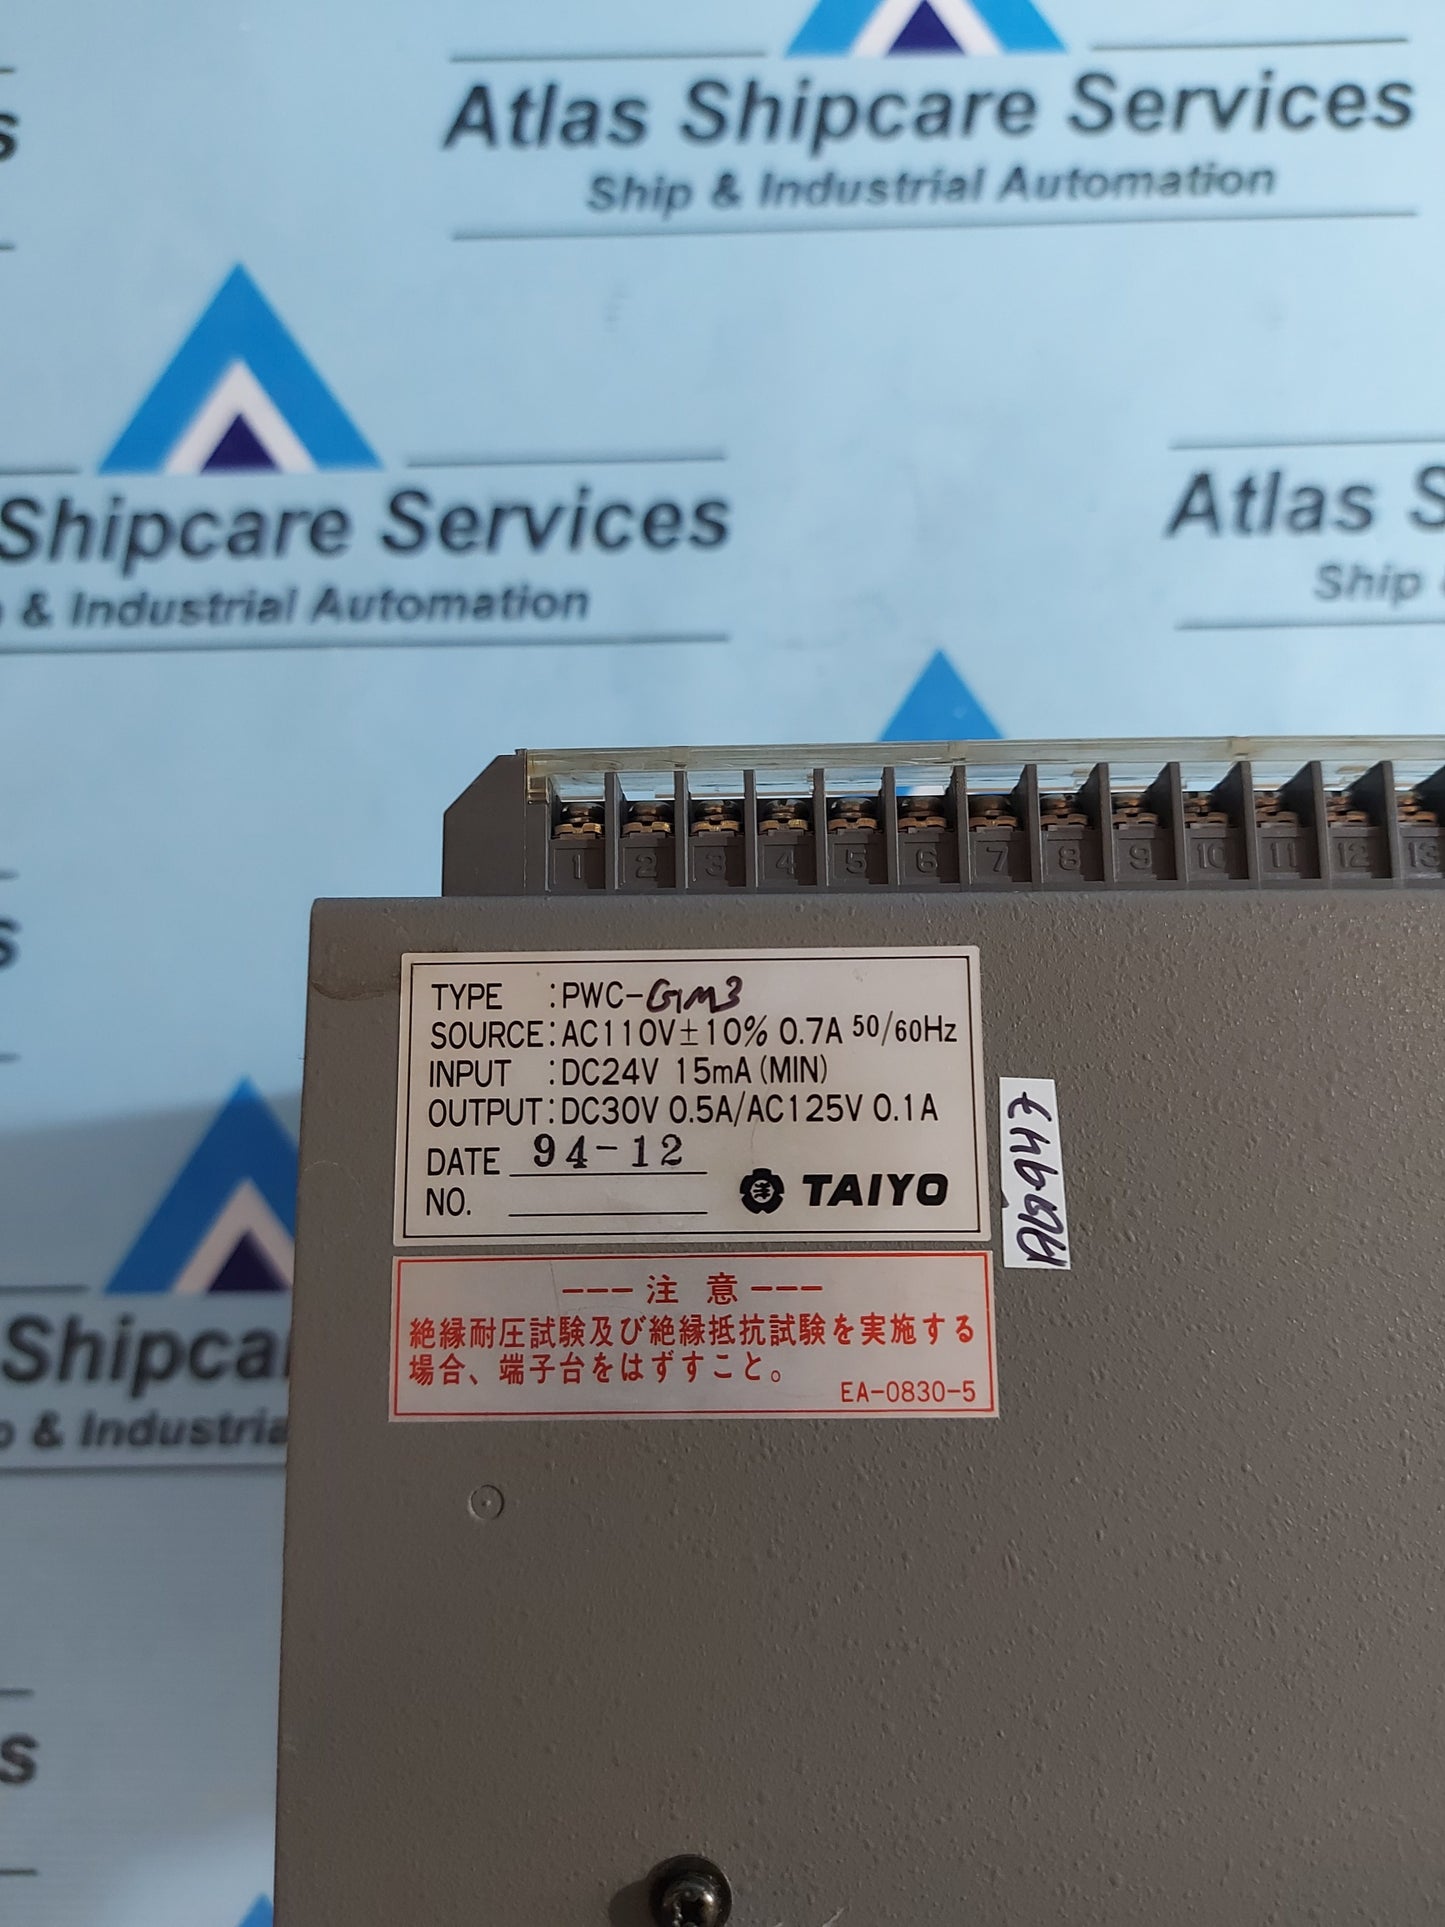 Atlas Shipcare Services
Ship & Industrial Automation
Shipcare Services
& Industrial Automation
Atlas S
Ship
1 2 3 4 5 6 7 8 9 10 11 12 13
TYPE :PWC-GM3
SOURCE:AC110V±10% 0.7A 50/60Hz
INPUT :DC24V 15mA (MIN)
OUTPUT:DC30V 0.5A/AC125V 0.1A
DATE 94-12
NO.
TAIYO
---注 意---
絶縁耐圧試験及び絶縁抵抗試験を実施する
場合、端子台をはずすこと。
EA-0830-5
Shipca
& Industria
s